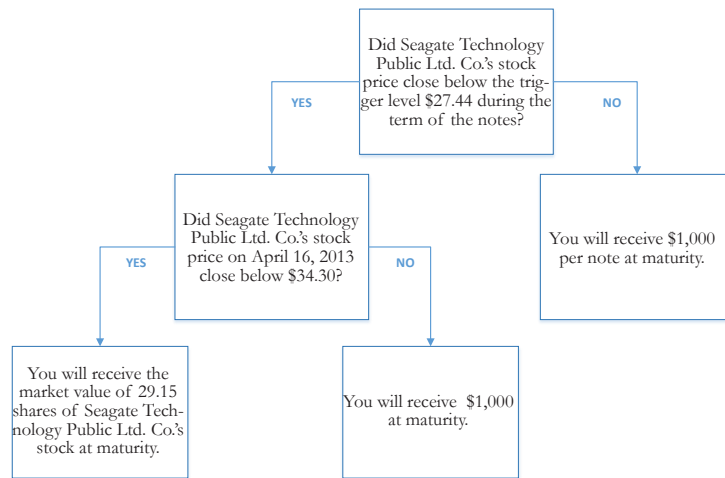 Did Seagate Technology
Public Ltd. Co.'s stock
price close below the trig-
ger level $27.44 during the
term of the notes?
YES
NO
Did Seagate Technology
Public Ltd. Co.'s stock
price on April 16, 2013
close below $34.30?
You will receive $1,000
per note at maturity.
YES
NO
You will receive the
market value of 29.15
shares of Seagate Tech-
nology Public Ltd. Co.'s
stock at maturity.
You will receive $1,000
at maturity.